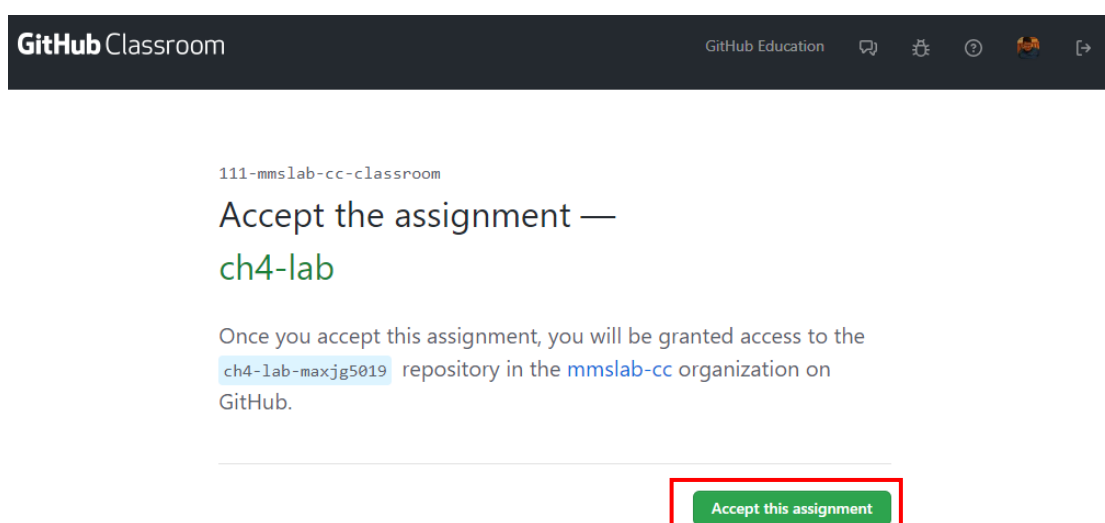 GitHub Classroom
GitHub Education
111-mmslab-cc-classroom
Accept the assignment —
ch4-lab
Once you accept this assignment, you will be granted access to the
ch4-lab-maxjg5019 repository in the mmslab-cc organization on
GitHub.
Accept this assignment